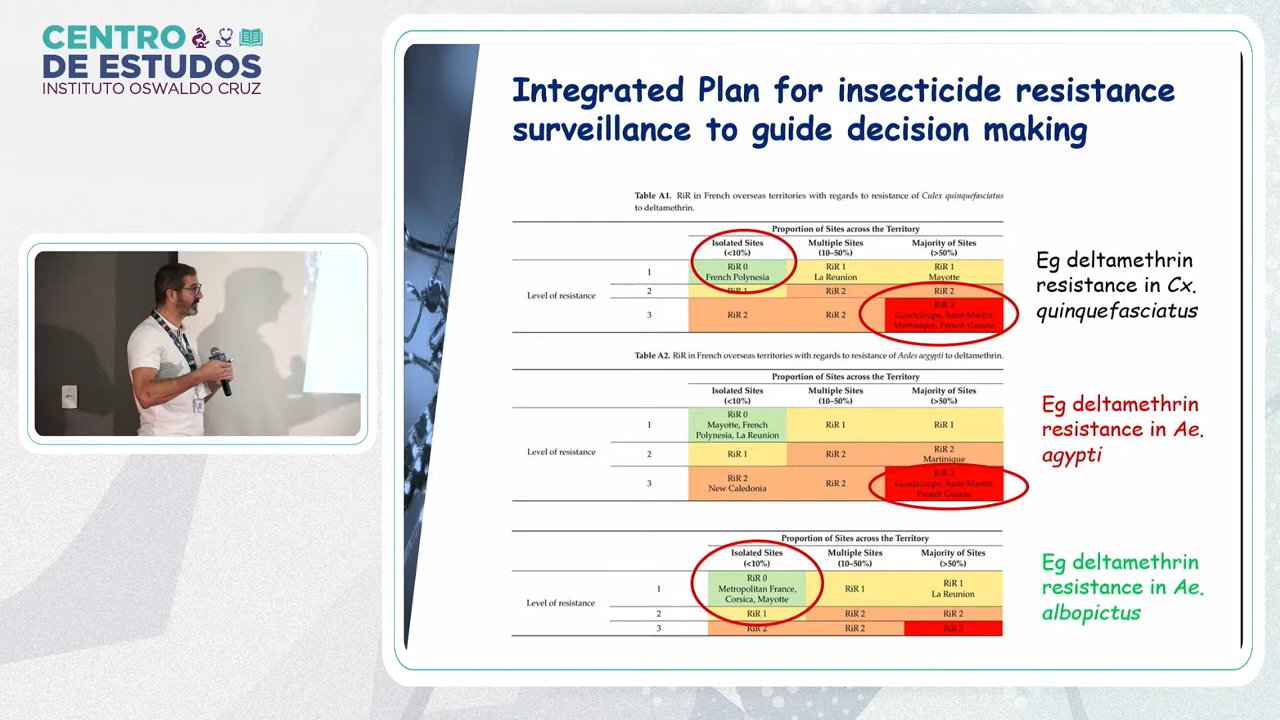 CENTRO
DE ESTUDOS
INSTITUTO OSWALDO CRUZ
Integrated Plan for insecticide resistance
surveillance to guide decision making
Table A1. RiR in French overseas territories with regards to resistance of Culex quinquefasciatus
to deltamethrin.
Proportion of Sites across the Territory
Isolated Sites Multiple Sites Majority of Sites
(<10%) (10–50%) (>50%)
Level of resistance
1 RiR 0 RiR 1 RiR 1
French Polynesia La Reunion Mayotte
2 RiR 1 RiR 2 RiR 2
3 RiR 2 RiR 2 RiR 3
Guadeloupe, Saint-Martin,
Martinique, French Guiana
Eg deltamethrin
resistance in Cx.
quinquefasciatus
Table A2. RiR in French overseas territories with regards to resistance of Aedes aegypti to deltamethrin.
Proportion of Sites across the Territory
Isolated Sites Multiple Sites Majority of Sites
(<10%) (10–50%) (>50%)
Level of resistance
1 RiR 0 RiR 1 RiR 1
Mayotte, French
Polynesia, La Reunion
2 RiR 1 RiR 2 RiR 2
Martinique
3 RiR 2 RiR 2 RiR 3
New Caledonia Guadeloupe, Saint-Martin
French Guiana
Eg deltamethrin
resistance in Ae.
agypti
Proportion of Sites across the Territory
Isolated Sites Multiple Sites Majority of Sites
(<10%) (10–50%) (>50%)
Level of resistance
1 RiR 0 RiR 1 RiR 1
Metropolitan France, La Reunion
Corsica, Mayotte
2 RiR 1 RiR 2 RiR 2
3 RiR 2 RiR 2 RiR 3
Eg deltamethrin
resistance in Ae.
albopictus